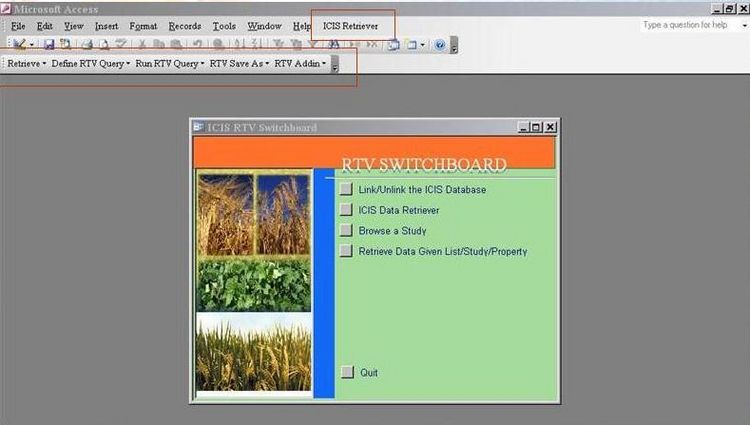 Microsoft Access
File Edit View Insert Format Records Tools Window Help ICIS Retriever
Type a question for help
Retrieve Define RTV Query Run RTV Query RTV Save As RTV Addin
ICIS RTV Switchboard
RTV SWITCHBOARD
Link/Unlink the ICIS Database
ICIS Data Retriever
Browse a Study
Retrieve Data Given List/Study/Property
Quit